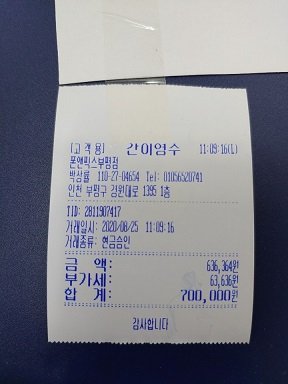 [고 객 용] 간이영수 11:09:16(L)
폰앤픽스부평점
박상률 110-27-04654 Tel: 01056520741
인천 부평구 경원대로 1395 1층
TID: 2811907417
거래일시: 2020/08/25 11:09:16
거래종류: 현금승인
금 액: 636,364원
부가세: 63,636원
합 계: 700,000원
감사합니다